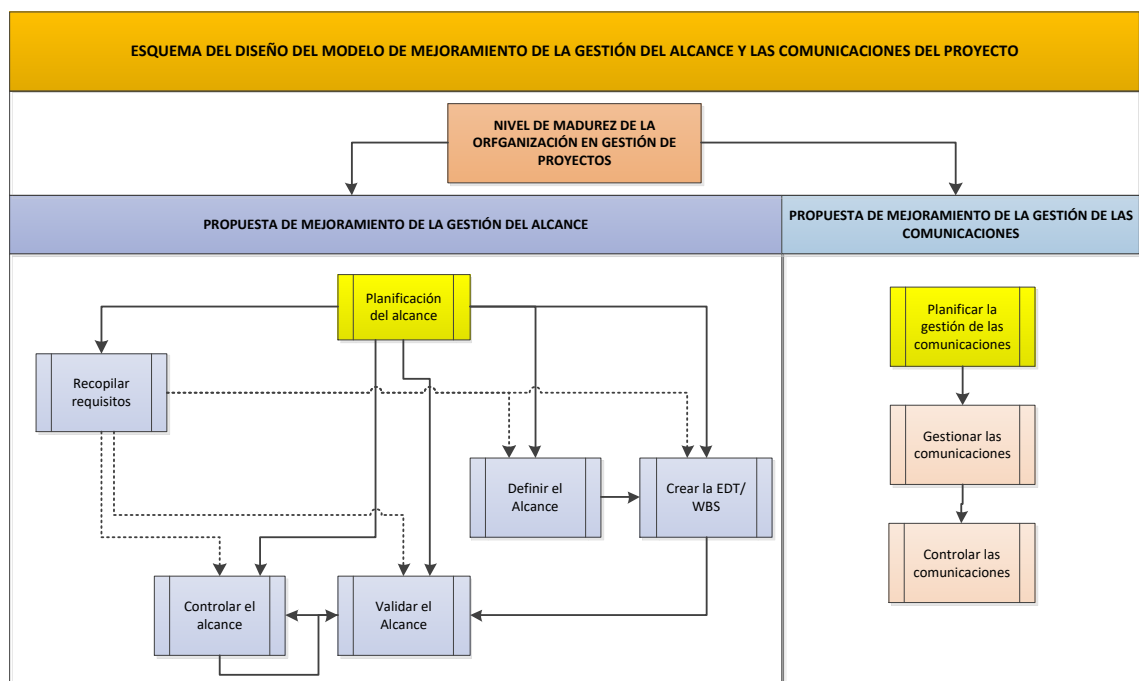 ESQUEMA DEL DISEÑO DEL MODELO DE MEJORAMIENTO DE LA GESTIÓN DEL ALCANCE Y LAS COMUNICACIONES DEL PROYECTO
NIVEL DE MADUREZ DE LA
ORFGANIZACIÓN EN GESTIÓN DE
PROYECTOS
PROPUESTA DE MEJORAMIENTO DE LA GESTIÓN DEL ALCANCE
PROPUESTA DE MEJORAMIENTO DE LA GESTIÓN DE LAS
COMUNICACIONES
Planificación
del alcance
Recopilar
requisitos
Definir el
Alcance
Crear la EDT/
WBS
Controlar el
alcance
Validar el
Alcance
Planificar la
gestión de las
comunicaciones
Gestionar las
comunicaciones
Controlar las
comunicaciones